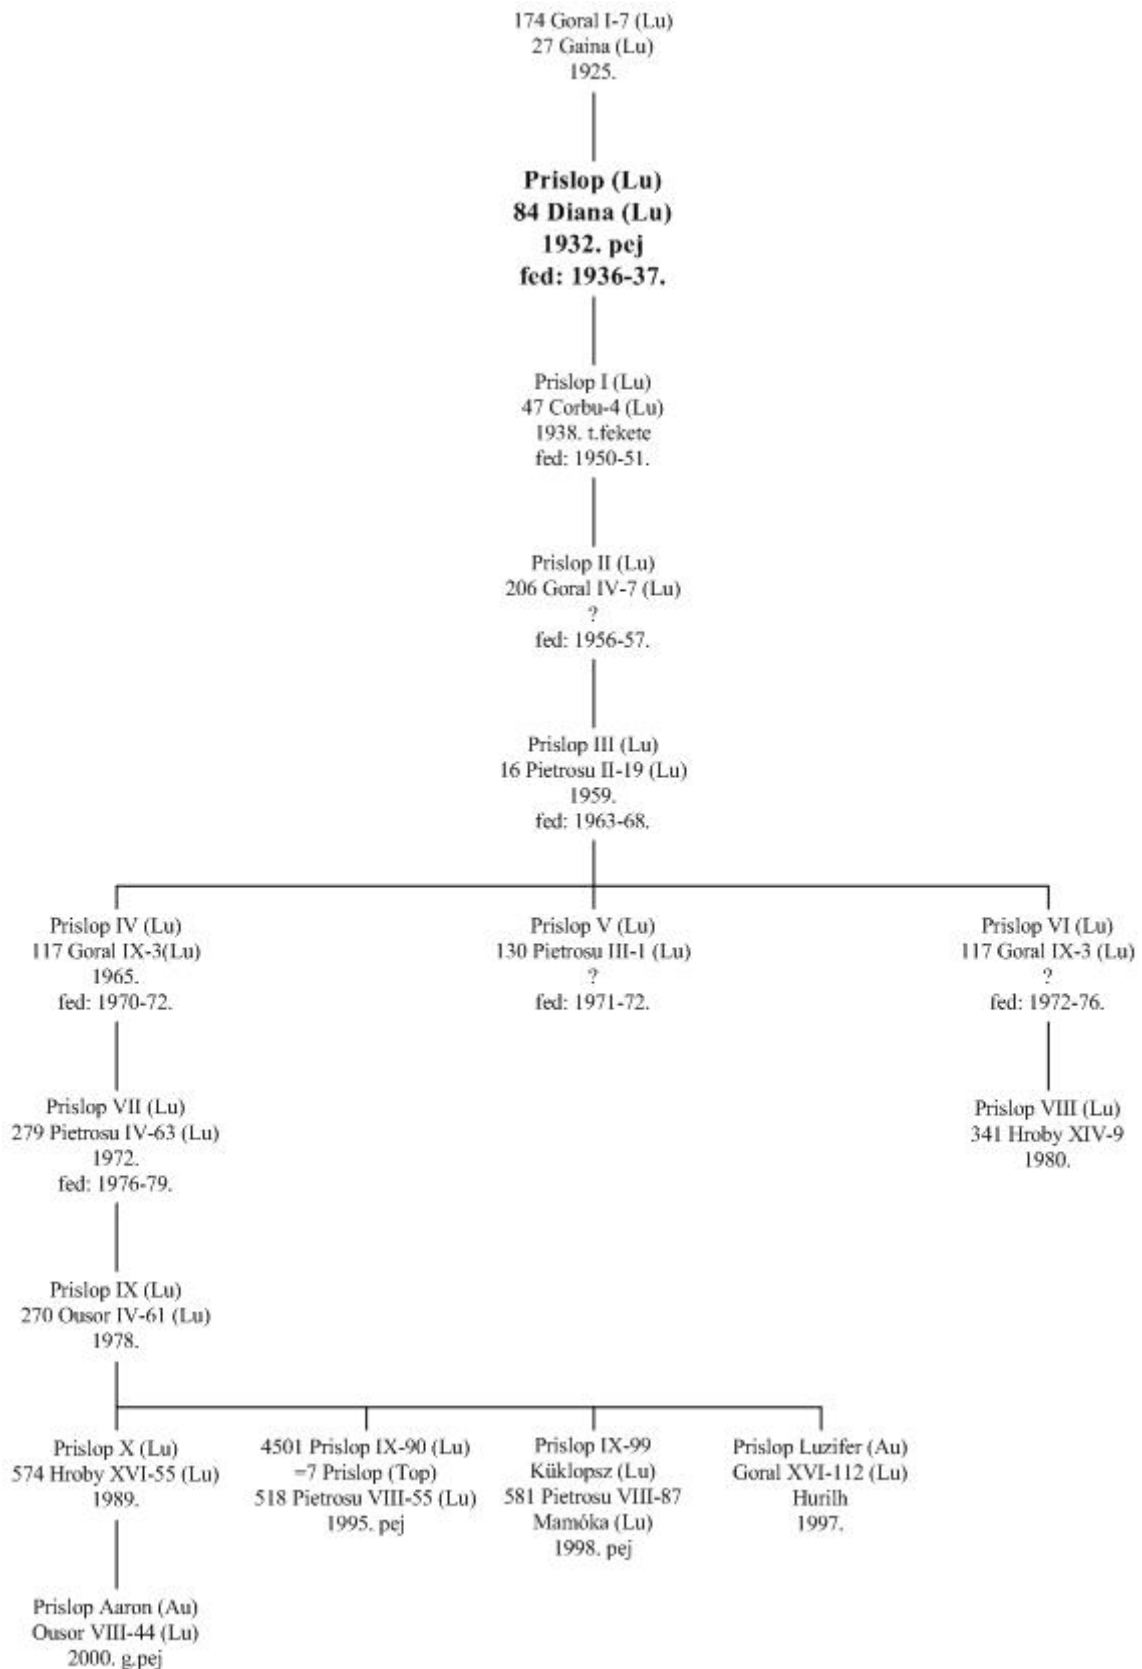 174 Goral I-7 (Lu)
27 Gaina (Lu)
1925.
Prislop (Lu)
84 Diana (Lu)
1932. pej
fed: 1936-37.
Prislop I (Lu)
47 Corbu-4 (Lu)
1938. t.fekete
fed: 1950-51.
Prislop II (Lu)
206 Goral IV-7 (Lu)
?
fed: 1956-57.
Prislop III (Lu)
16 Pietrosu II-19 (Lu)
1959.
fed: 1963-68.
Prislop IV (Lu)
117 Goral IX-3(Lu)
1965.
fed: 1970-72.
Prislop V (Lu)
130 Pietrosu III-1 (Lu)
?
fed: 1971-72.
Prislop VI (Lu)
117 Goral IX-3 (Lu)
?
fed: 1972-76.
Prislop VII (Lu)
279 Pietrosu IV-63 (Lu)
1972.
fed: 1976-79.
Prislop VIII (Lu)
341 Hroby XIV-9
1980.
Prislop IX (Lu)
270 Ousor IV-61 (Lu)
1978.
Prislop X (Lu)
574 Hroby XVI-55 (Lu)
1989.
4501 Prislop IX-90 (Lu)
=7 Prislop (Top)
518 Pietrosu VIII-55 (Lu)
1995. pej
Prislop IX-99
Küklopsz (Lu)
581 Pietrosu VIII-87
Mamóka (Lu)
1998. pej
Prislop Luzifer (Au)
Goral XVI-112 (Lu)
Hurilh
1997.
Prislop Aaron (Au)
Ousor VIII-44 (Lu)
2000. g.pej